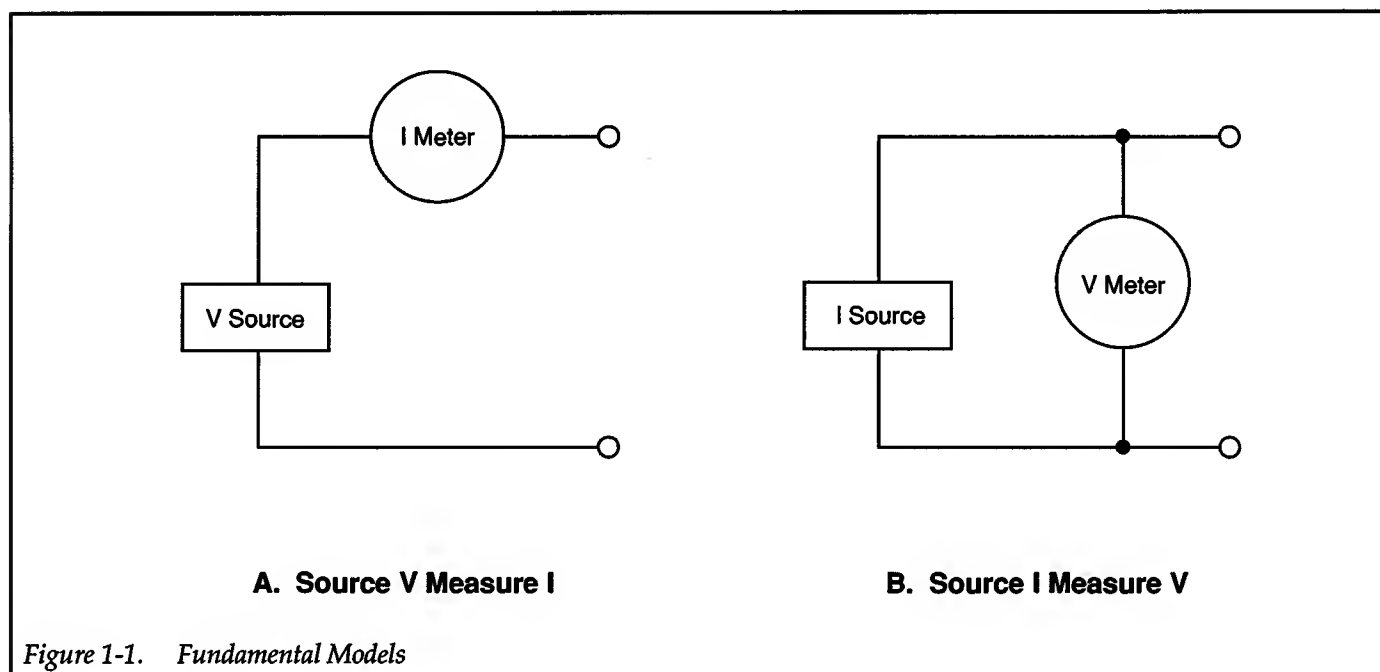 I Meter
V Source
A. Source V Measure I
I Source
V Meter
B. Source I Measure V
Figure 1-1. Fundamental Models